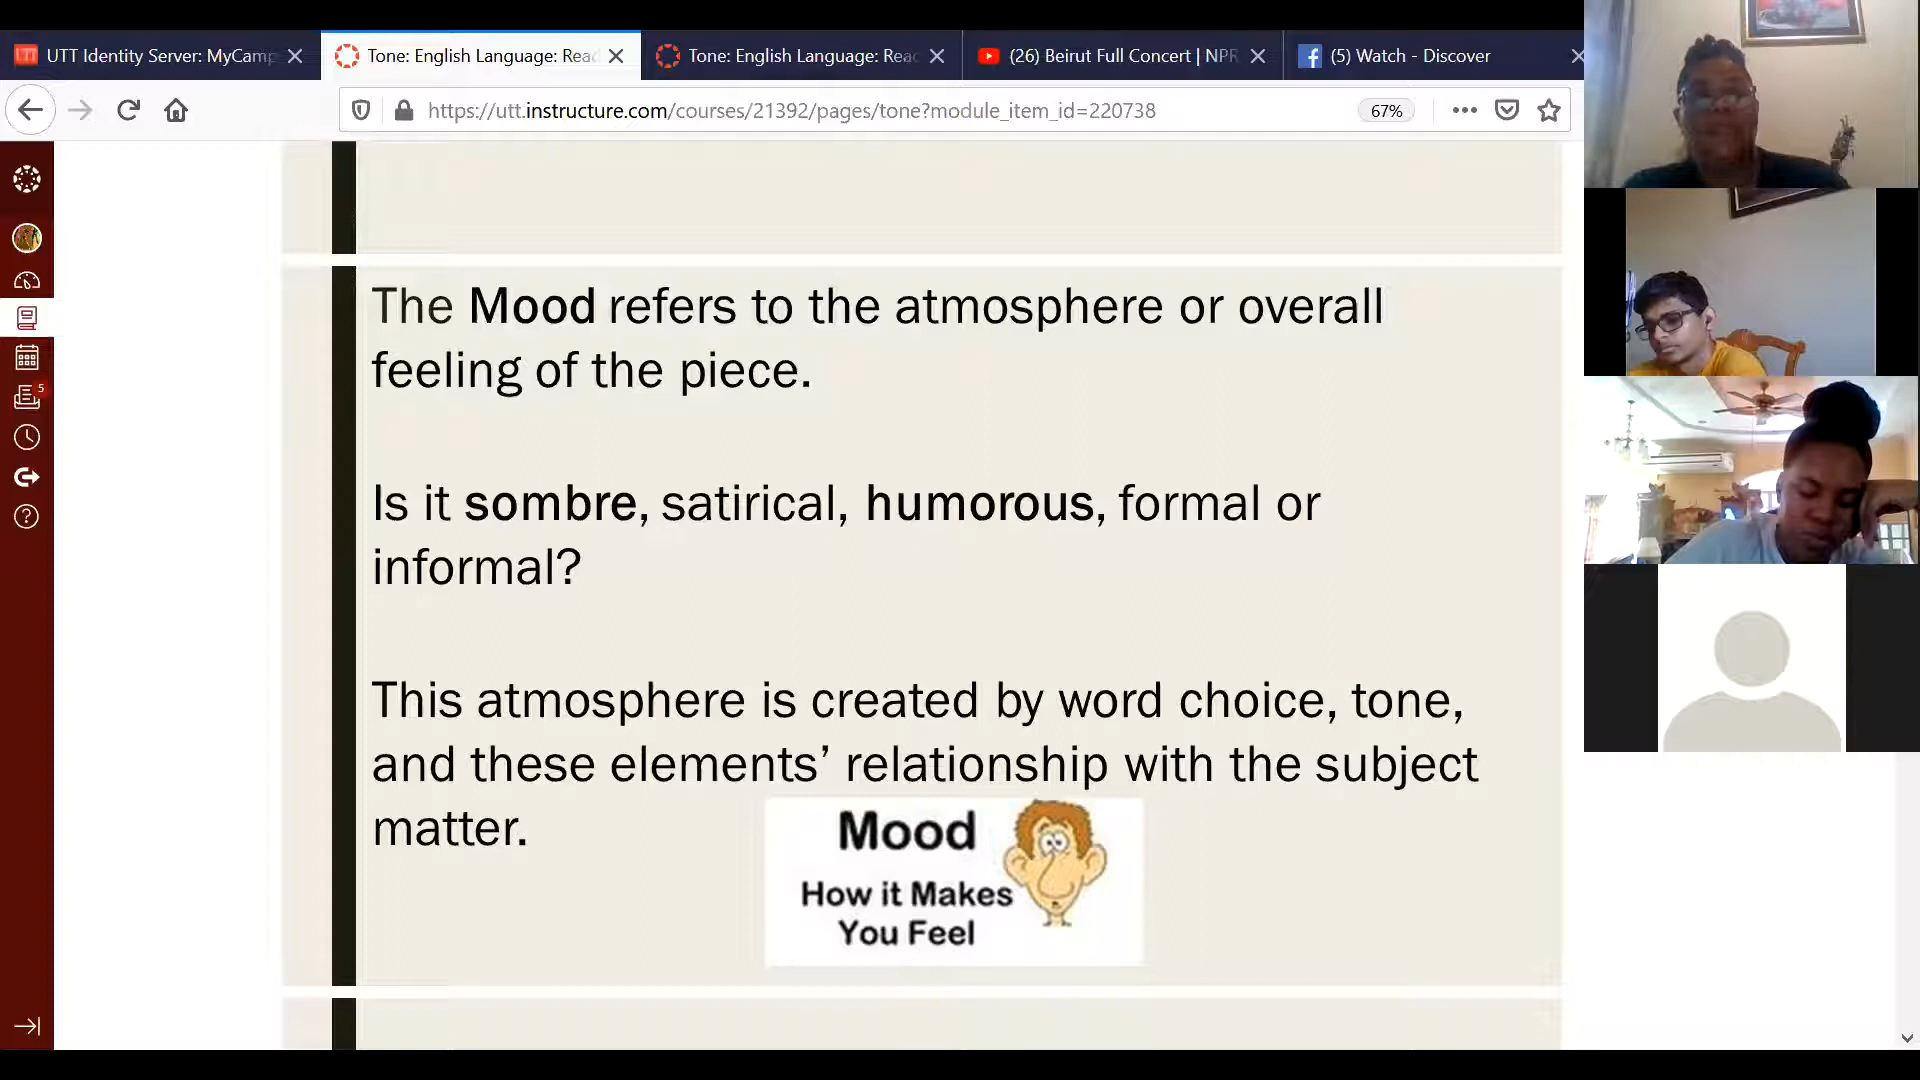 UTT Identity Server: MyCamp
Tone: English Language: Read
Tone: English Language: Rea
(26) Beirut Full Concert | NPR
(5) Watch - Discover
https://utt.instructure.com/courses/21392/pages/tone?module_item_id=220738
67%
5
The Mood refers to the atmosphere or overall
feeling of the piece.
Is it sombre, satirical, humorous, formal or
informal?
This atmosphere is created by word choice, tone,
and these elements’ relationship with the subject
matter.
Mood
How it Makes
You Feel